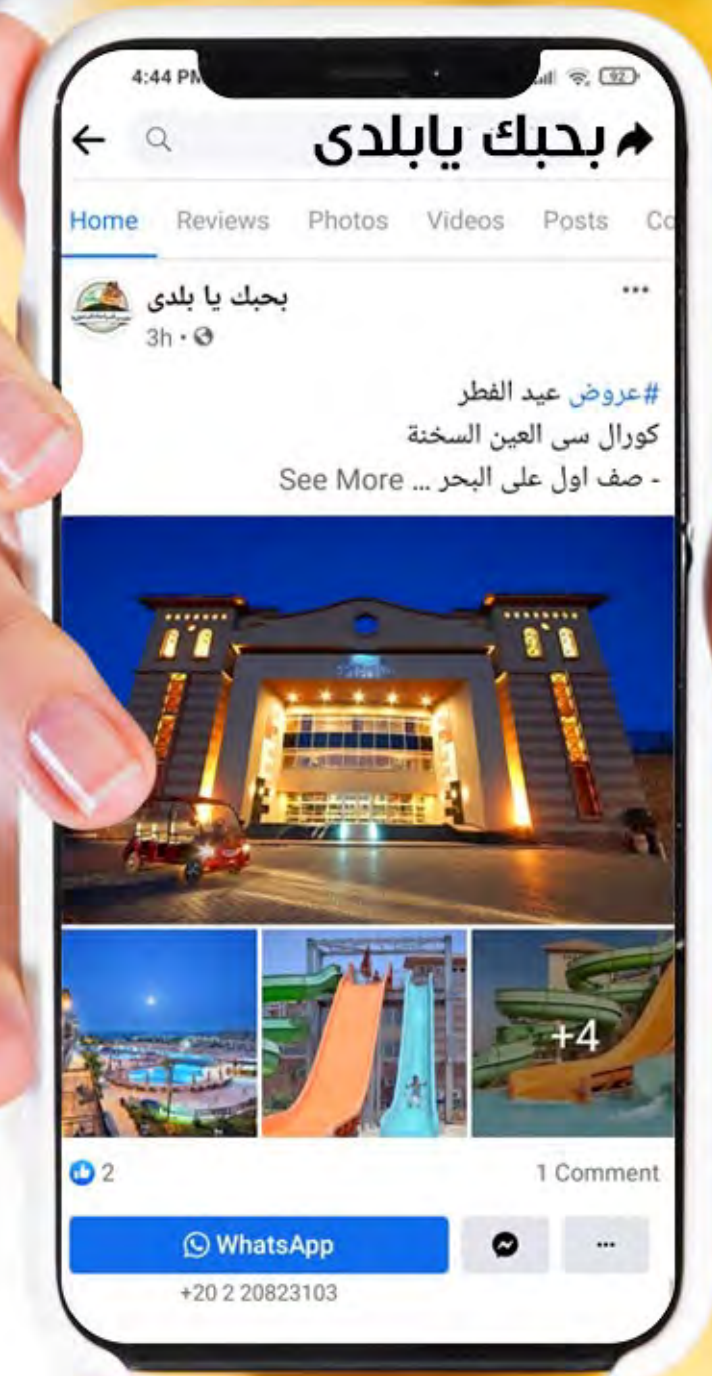 4:44 PM
92
بحبك يابلدى
Home Reviews Photos Videos Posts Co
بحبك يا بلدى
3h
#عروض عيد الفطر
كورال سى العين السخنة
- صف اول على البحر ... See More
+4
2
1 Comment
WhatsApp
+20 2 20823103